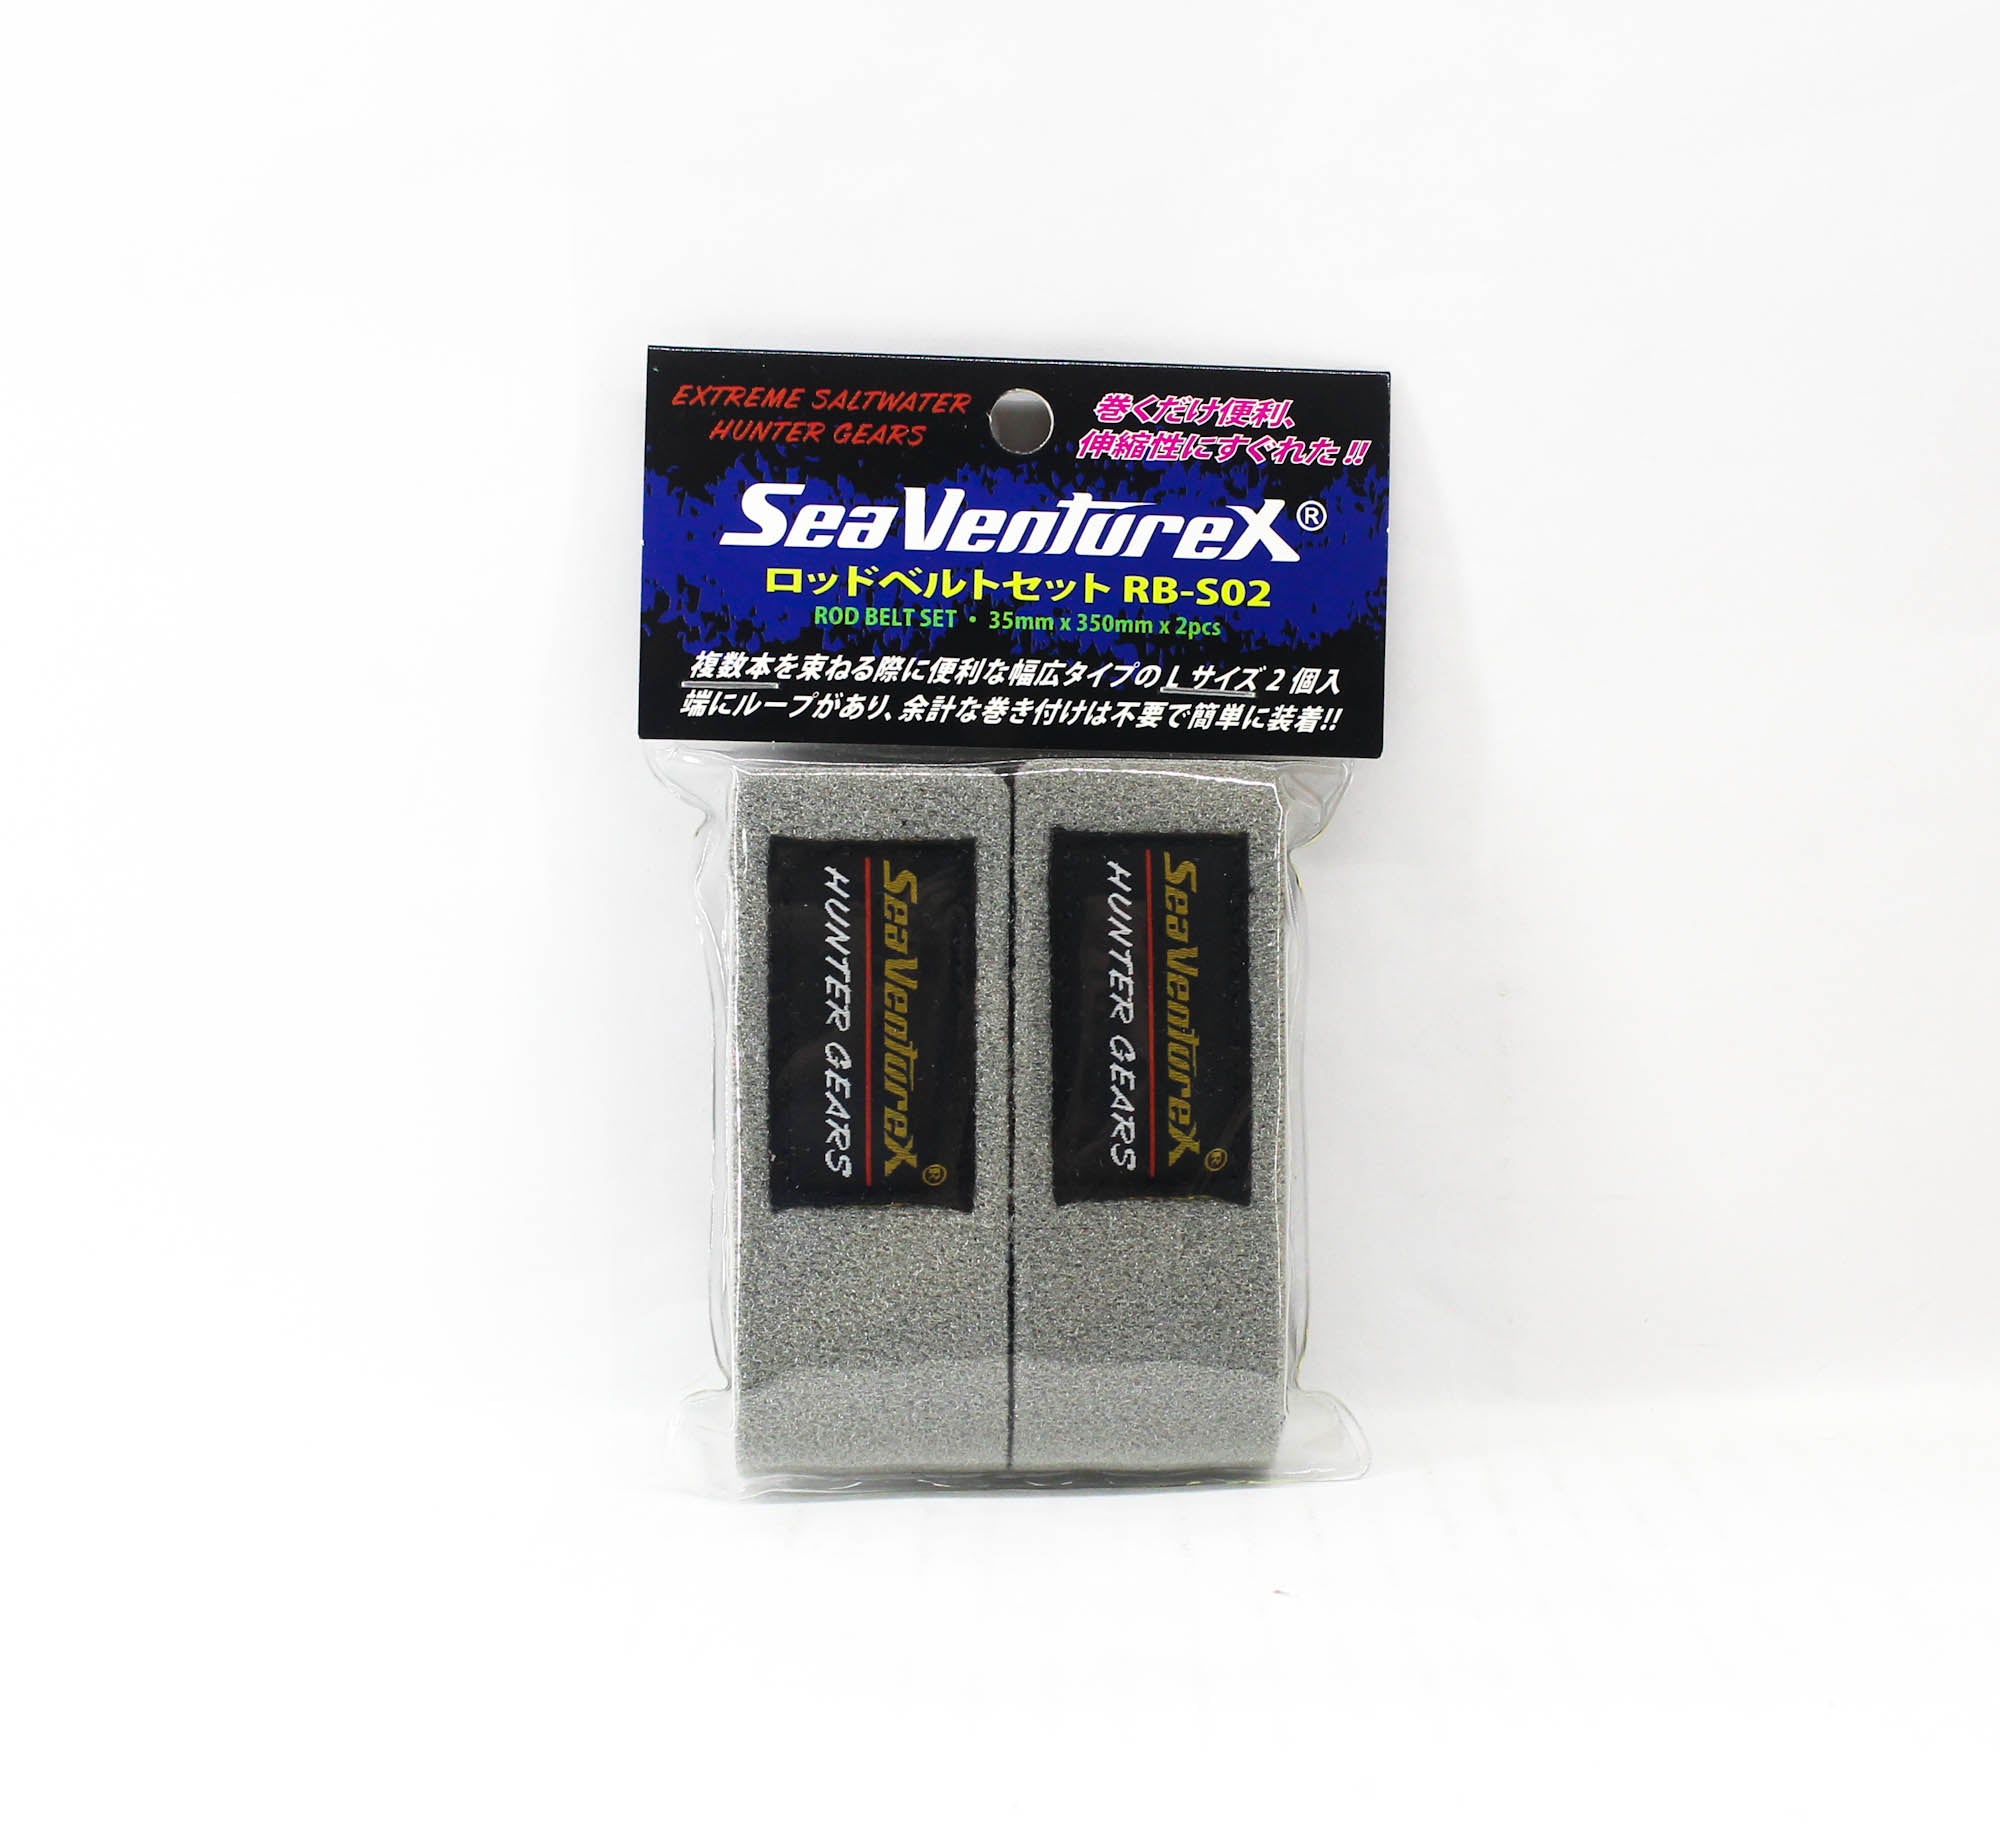 EXTREME SALTWATER
HUNTER GEARS
巻くだけ便利、
伸縮性にすぐれた!!
SeaVentureX®
ロッドベルトセット RB-S02
ROD BELT SET・35mm x 350mm x 2pcs
複数本を束ねる際に便利な幅広タイプのLサイズ2個入
端にループがあり、余計な巻き付けは不要で簡単に装着!!
SeaVentureX®
HUNTER GEARS
SeaVentureX®
HUNTER GEARS